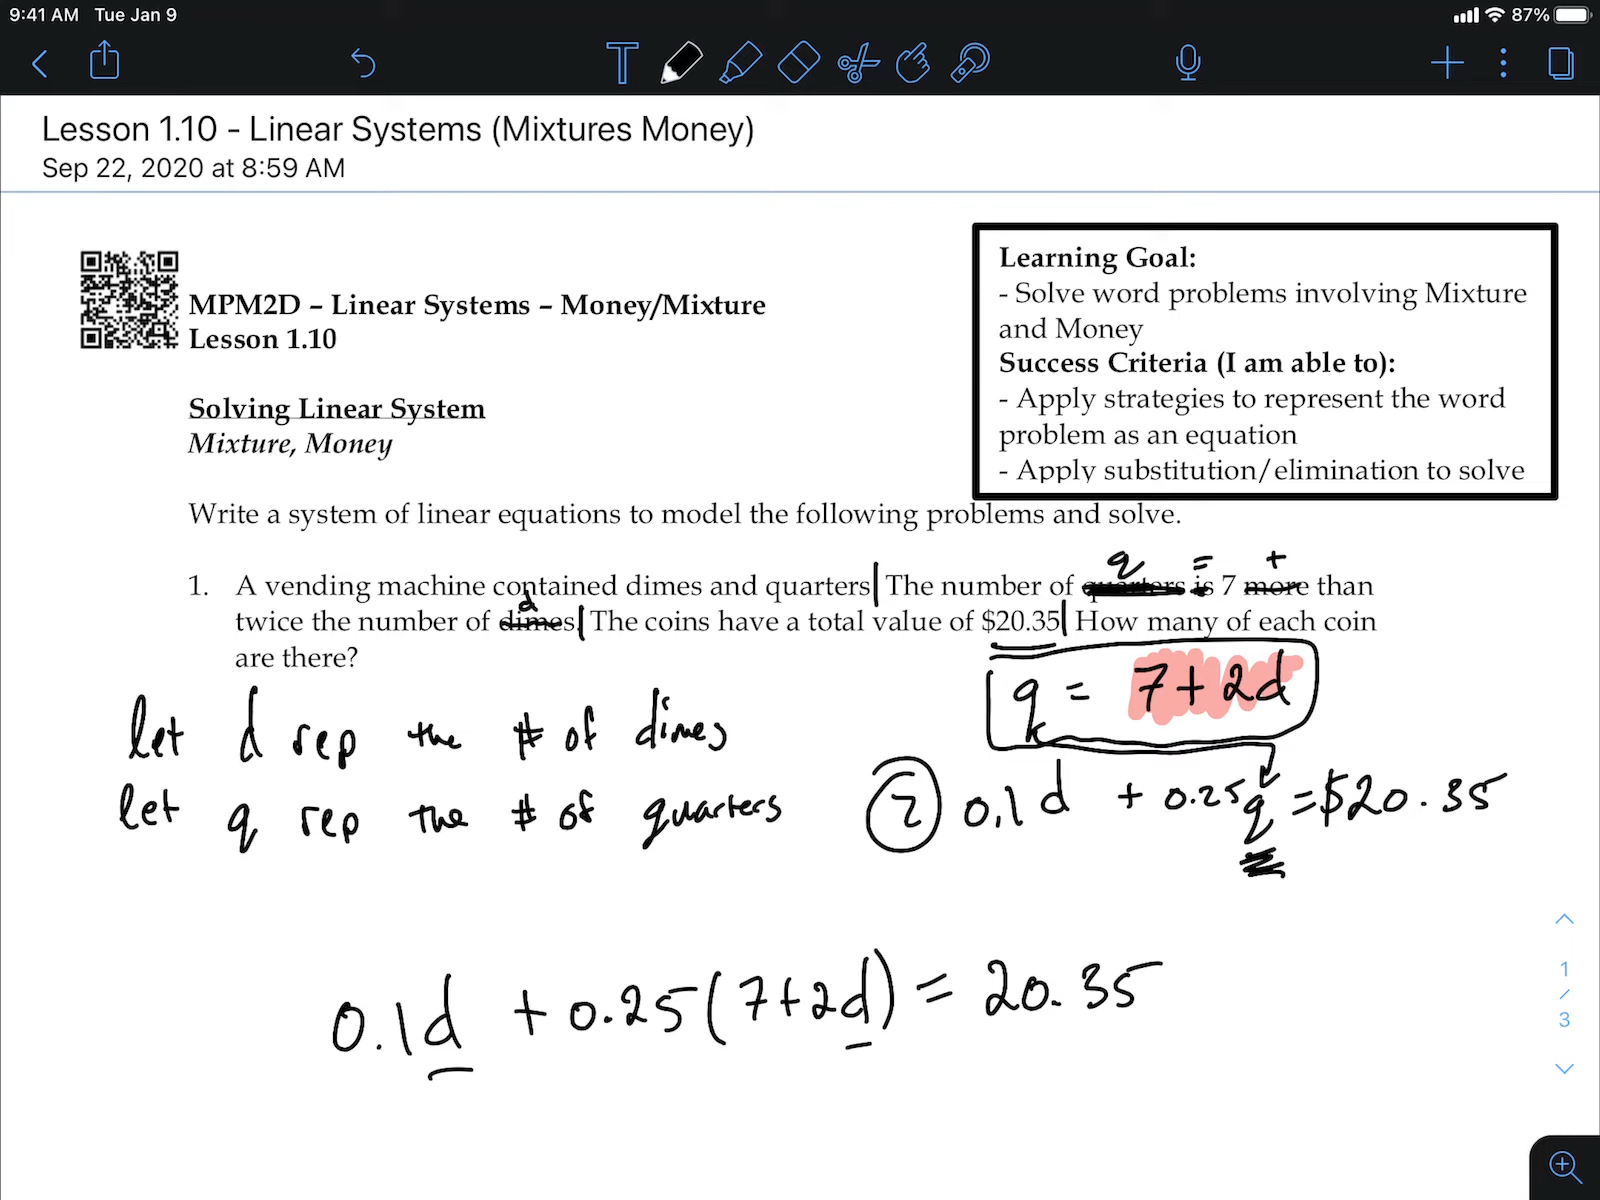 9:41 AM Tue Jan 9 87%
Lesson 1.10 - Linear Systems (Mixtures Money)
Sep 22, 2020 at 8:59 AM
MPM2D – Linear Systems – Money/Mixture
Lesson 1.10
Learning Goal:
- Solve word problems involving Mixture
and Money
Success Criteria (I am able to):
- Apply strategies to represent the word
problem as an equation
- Apply substitution/elimination to solve
Solving Linear System
Mixture, Money
Write a system of linear equations to model the following problems and solve.
q = +
1. A vending machine contained dimes and quarters| The number of quarters is 7 more than
d
twice the number of dimes.| The coins have a total value of $20.35| How many of each coin
are there?
q = 7+2d
let d rep the # of dimes
let q rep the # of quarters
② 0.1d + 0.25q = $20.35
0.1d + 0.25(7+2d) = 20.35
1
/
3